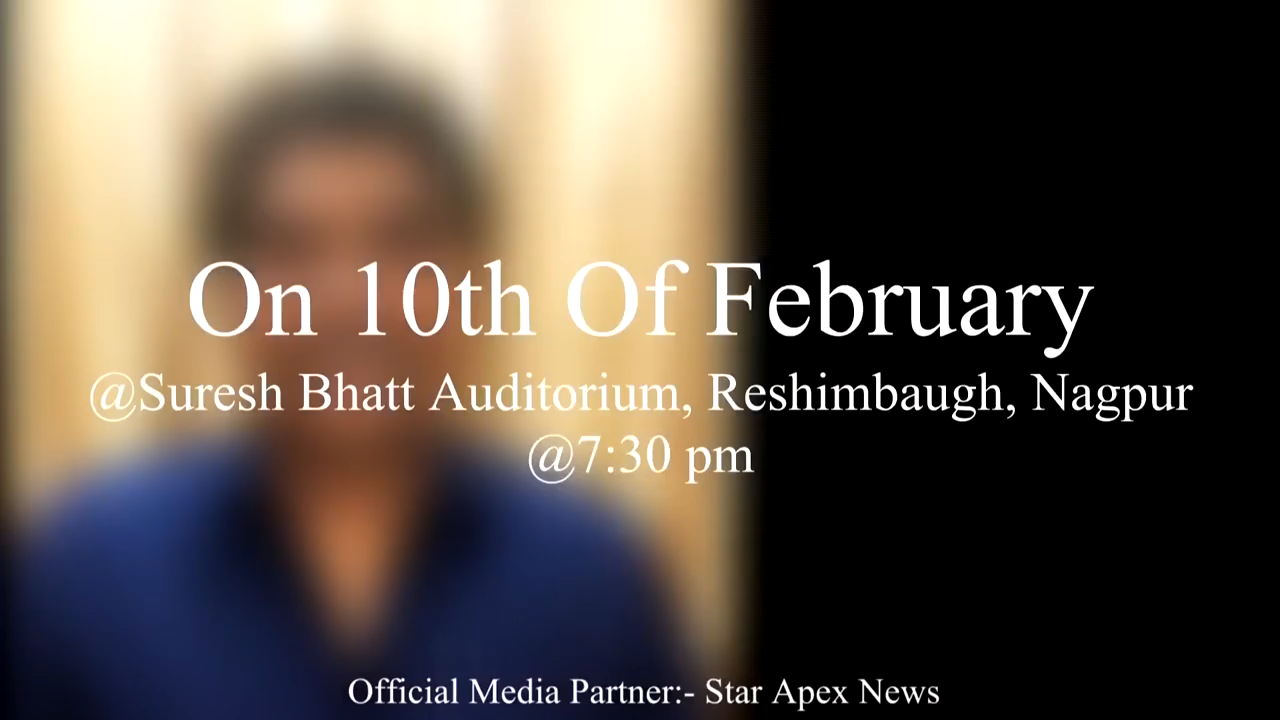 On 10th Of February
@Suresh Bhatt Auditorium, Reshimbaugh, Nagpur
@7:30 pm
Official Media Partner:- Star Apex News